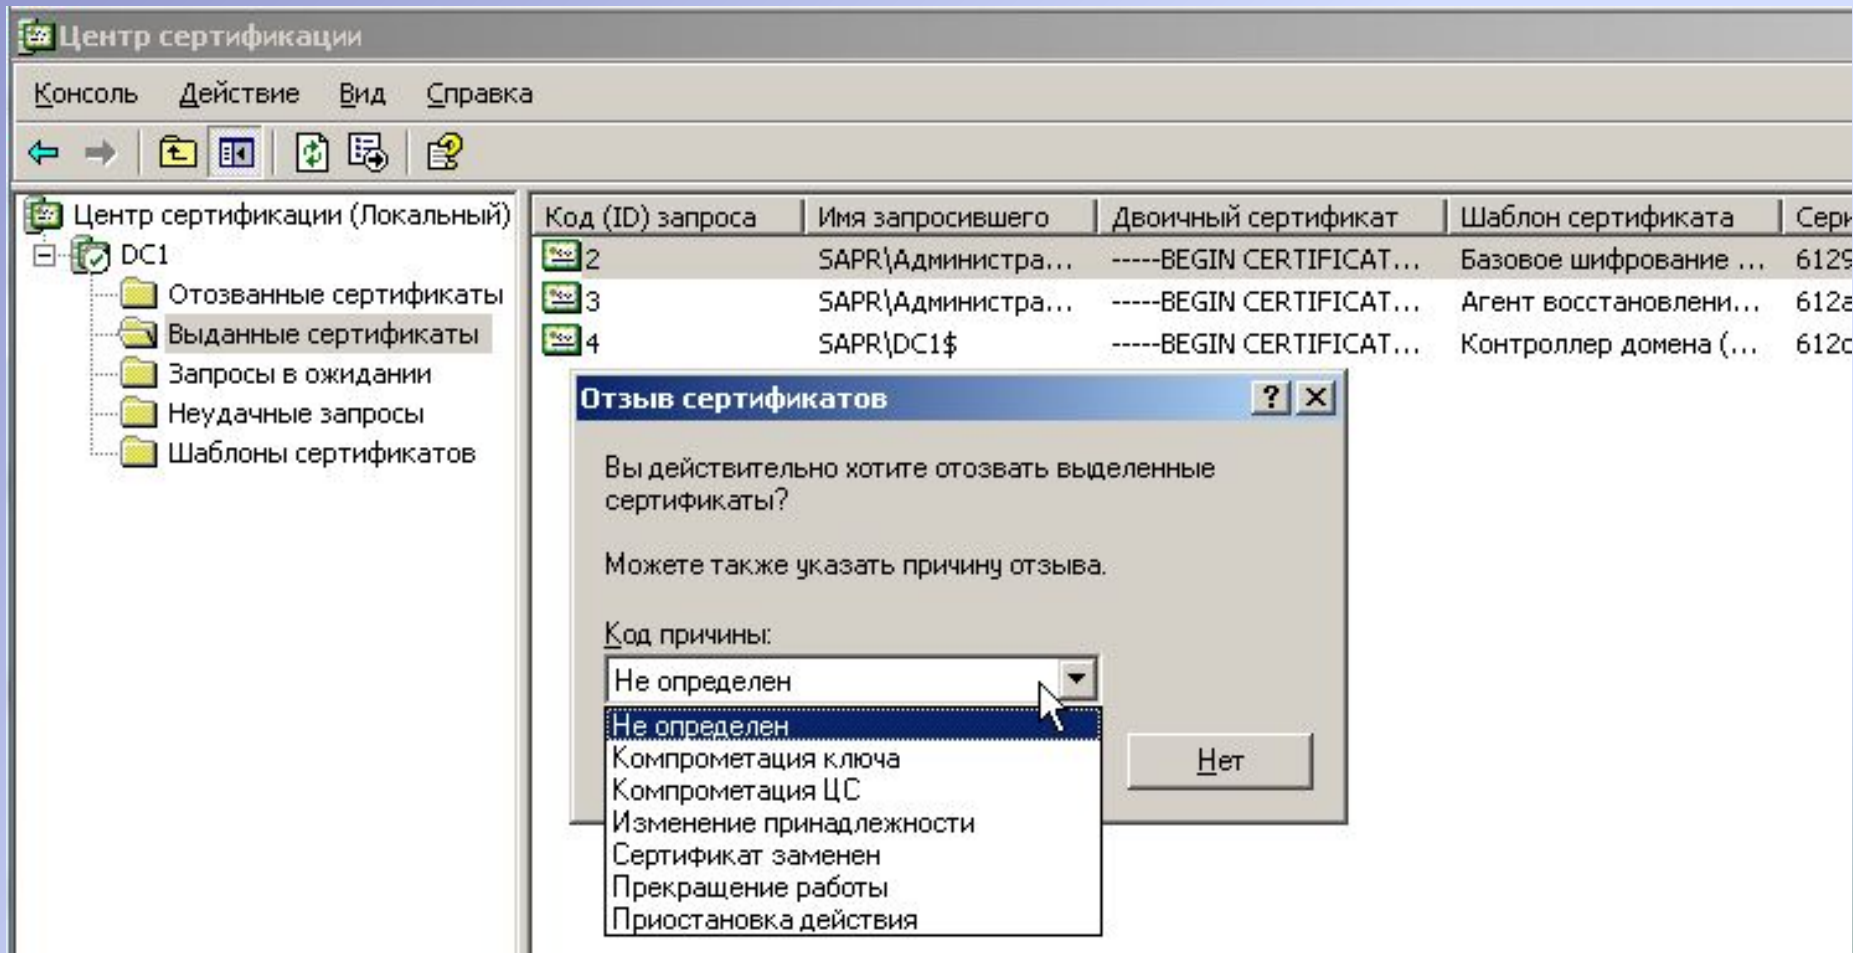 Центр сертификации
Консоль Действие Вид Справка
Центр сертификации (Локальный)
DC1
Отозванные сертификаты
Выданные сертификаты
Запросы в ожидании
Неудачные запросы
Шаблоны сертификатов
Код (ID) запроса Имя запросившего Двоичный сертификат Шаблон сертификата Сери
2 SAPR\Администра... -----BEGIN CERTIFICAT... Базовое шифрование ... 6129
3 SAPR\Администра... -----BEGIN CERTIFICAT... Агент восстановлени... 612a
4 SAPR\DC1$ -----BEGIN CERTIFICAT... Контроллер домена (... 612c
Отзыв сертификатов
Вы действительно хотите отозвать выделенные
сертификаты?
Можете также указать причину отзыва.
Код причины:
Не определен
Не определен
Компрометация ключа
Компрометация ЦС
Изменение принадлежности
Сертификат заменен
Прекращение работы
Приостановка действия
Нет